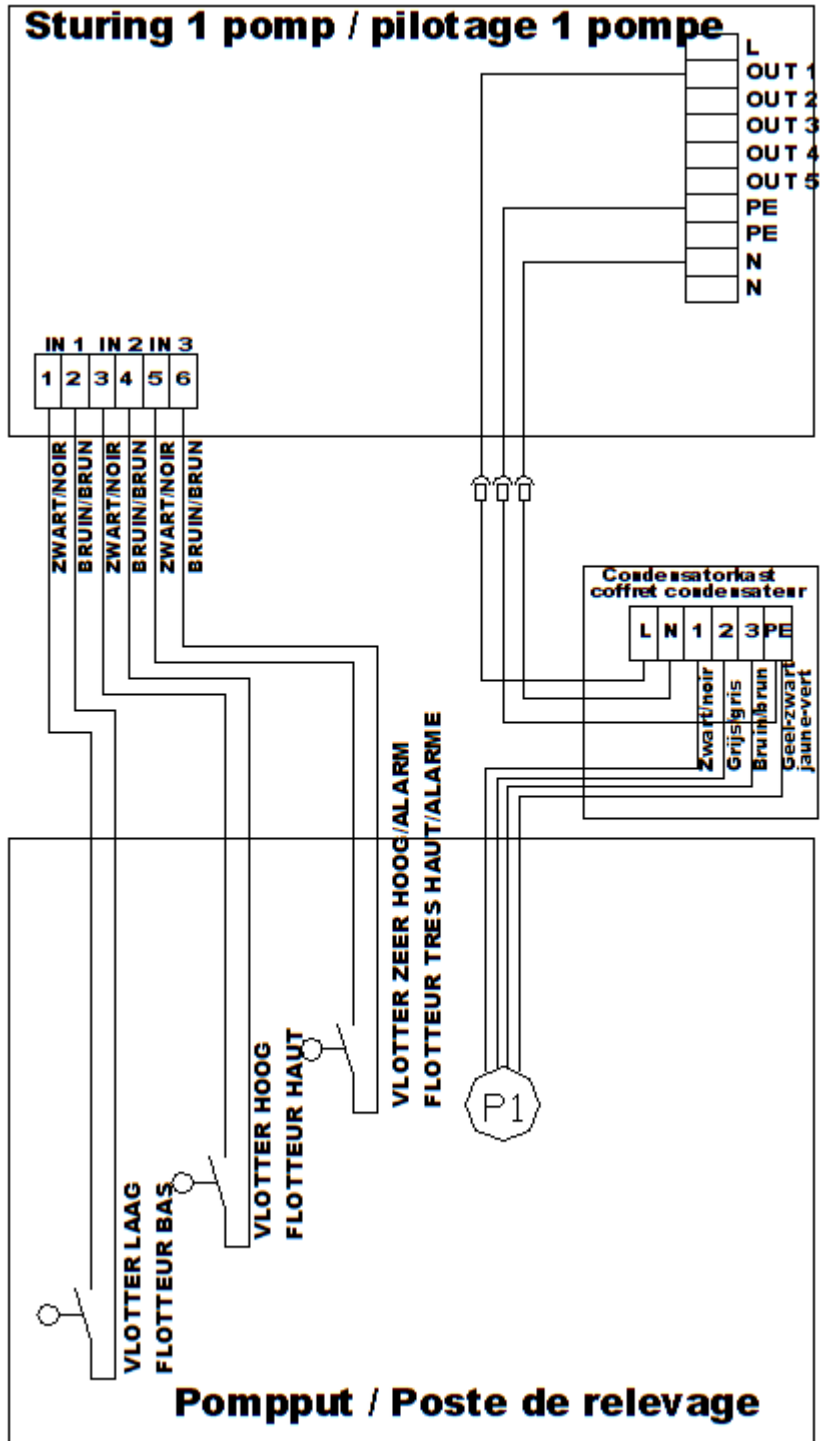 Sturing 1 pomp / pilotage 1 pompe
L
OUT 1
OUT 2
OUT 3
OUT 4
OUT 5
PE
PE
N
N
IN 1 IN 2 IN 3
1 2 3 4 5 6
ZWART/NOIR
BRUIN/BRUN
ZWART/NOIR
BRUIN/BRUN
ZWART/NOIR
BRUIN/BRUN
Condensatorkast
coffret condensateur
L N 1 2 3 PE
Zwart/noir
Grijs/gris
Bruin/brun
Geel-zwart
jaune-vert
VLOTTER ZEER HOOG/ALARM
FLOTTEUR TRES HAUT/ALARME
VLOTTER HOOG
FLOTTEUR HAUT
VLOTTER LAAG
FLOTTEUR BAS
P1
Pompput / Poste de relevage